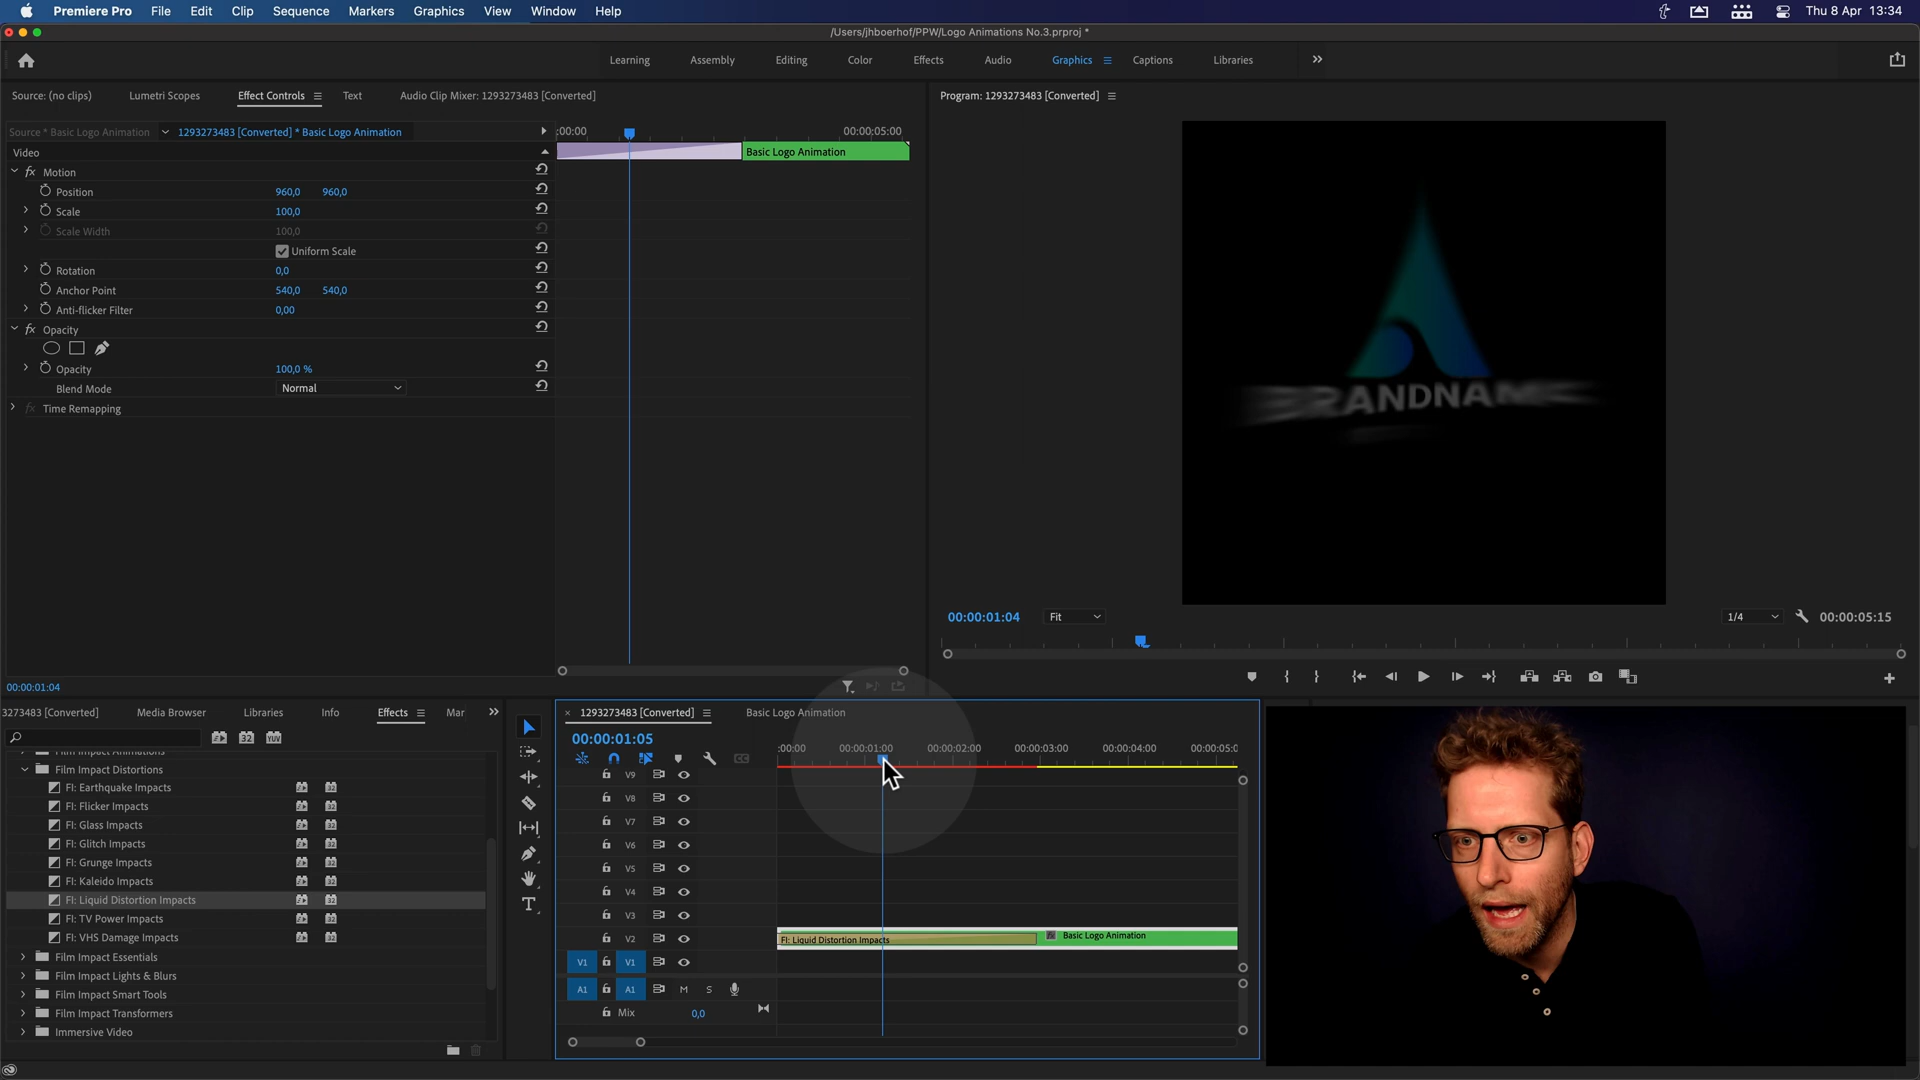 Premiere Pro File Edit Clip Sequence Markers Graphics View Window Help Thu 8 Apr 13:34
/Users/jhboerhof/PPW/Logo Animations No.3.prproj *
Learning Assembly Editing Color Effects Audio Graphics Captions Libraries
Source: (no clips) Lumetri Scopes Effect Controls Text Audio Clip Mixer: 1293273483 [Converted]
Program: 1293273483 [Converted]
Source * Basic Logo Animation 1293273483 [Converted] * Basic Logo Animation
:00:00 00:00:05:00
Video
Basic Logo Animation
fx Motion
Position 960,0 960,0
Scale 100,0
Scale Width 100,0
Uniform Scale
Rotation 0,0
Anchor Point 540,0 540,0
Anti-flicker Filter 0,00
fx Opacity
Opacity 100,0 %
Blend Mode Normal
fx Time Remapping
BRANDNAME
00:00:01:04 Fit 1/4 00:00:05:15
00:00:01:04
3273483 [Converted] Media Browser Libraries Info Effects Mar
Film Impact Animations
Film Impact Distortions
FI: Earthquake Impacts
FI: Flicker Impacts
FI: Glass Impacts
FI: Glitch Impacts
FI: Grunge Impacts
FI: Kaleido Impacts
FI: Liquid Distortion Impacts
FI: TV Power Impacts
FI: VHS Damage Impacts
Film Impact Essentials
Film Impact Lights & Blurs
Film Impact Smart Tools
Film Impact Transformers
Immersive Video
× 1293273483 [Converted] Basic Logo Animation
00:00:01:05
:00:00 00:00:01:00 00:00:02:00 00:00:03:00 00:00:04:00 00:00:05:0
V9
V8
V7
V6
V5
V4
V3
V2 FI: Liquid Distortion Impacts fx Basic Logo Animation
V1 V1
A1 A1 M S
Mix 0,0